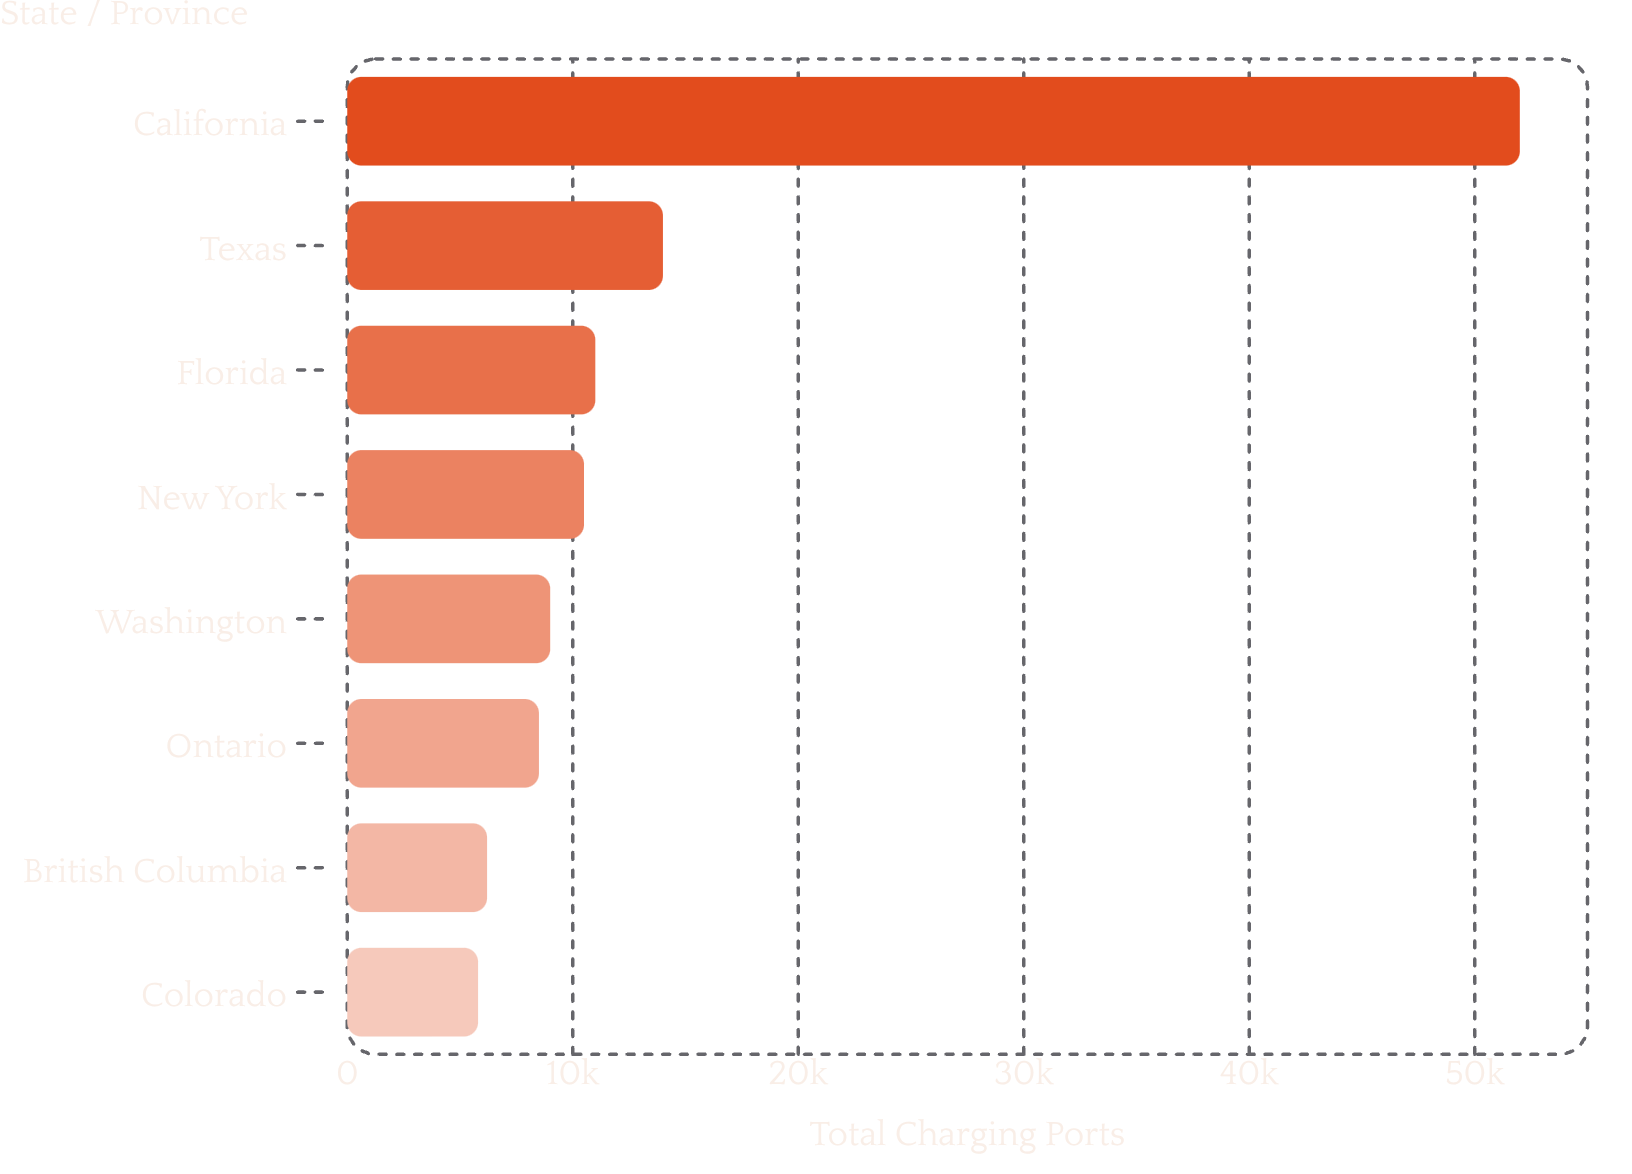 State / Province
California
Texas
Florida
New York
Washington
Ontario
British Columbia
Colorado
0 10k 20k 30k 40k 50k
Total Charging Ports